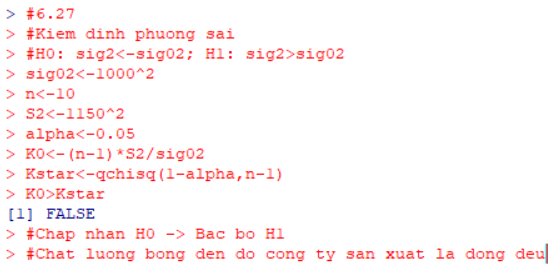 > #6.27
> #Kiem dinh phuong sai
> #H0: sig2<-sig02; H1: sig2>sig02
> sig02<-1000^2
> n<-10
> S2<-1150^2
> alpha<-0.05
> K0<-(n-1)*S2/sig02
> Kstar<-qchisq(1-alpha,n-1)
> K0>Kstar
[1] FALSE
> #Chap nhan H0 -> Bac bo H1
> #Chat luong bong den do cong ty san xuat la dong deu